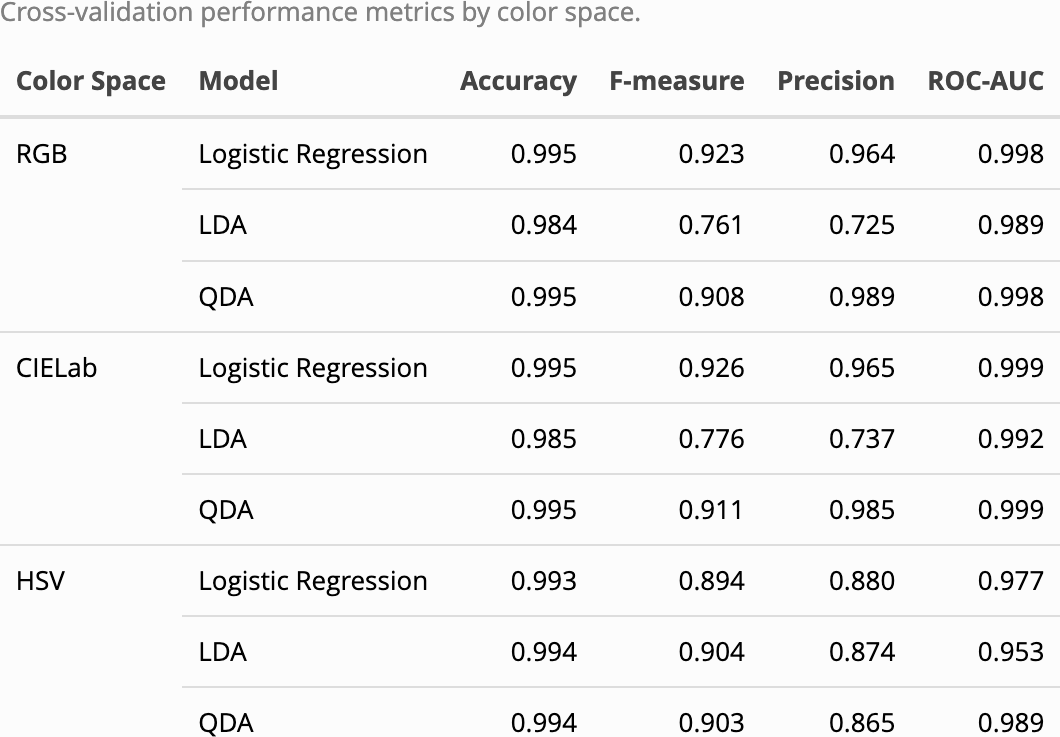 Cross-validation performance metrics by color space.
Color Space Model Accuracy F-measure Precision ROC-AUC
RGB Logistic Regression 0.995 0.923 0.964 0.998
LDA 0.984 0.761 0.725 0.989
QDA 0.995 0.908 0.989 0.998
CIELab Logistic Regression 0.995 0.926 0.965 0.999
LDA 0.985 0.776 0.737 0.992
QDA 0.995 0.911 0.985 0.999
HSV Logistic Regression 0.993 0.894 0.880 0.977
LDA 0.994 0.904 0.874 0.953
QDA 0.994 0.903 0.865 0.989